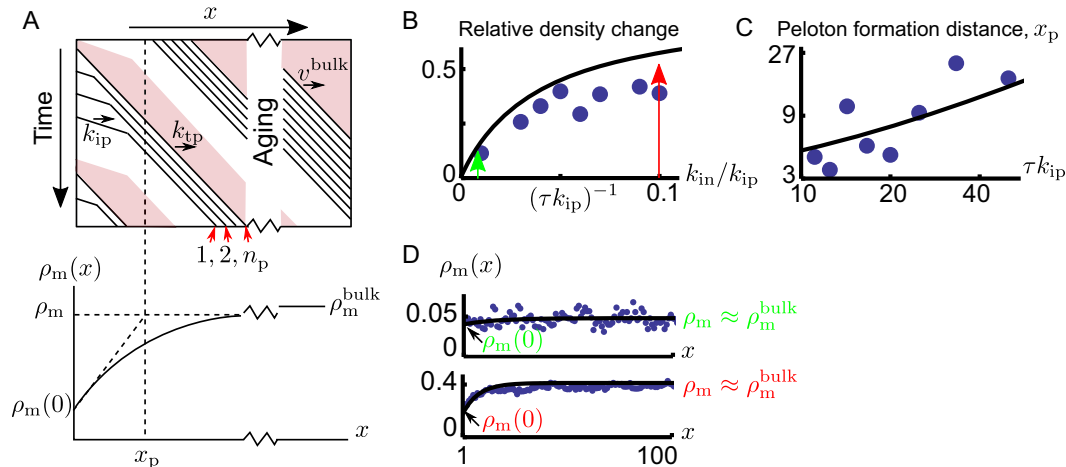 A
x
Time
k_ip
k_tp
Aging
v^bulk
1, 2, n_p
ρ_m(x)
ρ_m
ρ_m^bulk
ρ_m(0)
x_p
x
B
Relative density change
0.5
0
0
(τk_ip)^−1
0.1
k_in/k_ip
C
Peloton formation distance, x_p
27
9
3
10
20
40
τk_ip
D
ρ_m(x)
0.05
0
ρ_m(0)
x
ρ_m ≈ ρ_m^bulk
0.4
0
ρ_m(0)
1
x
100
ρ_m ≈ ρ_m^bulk